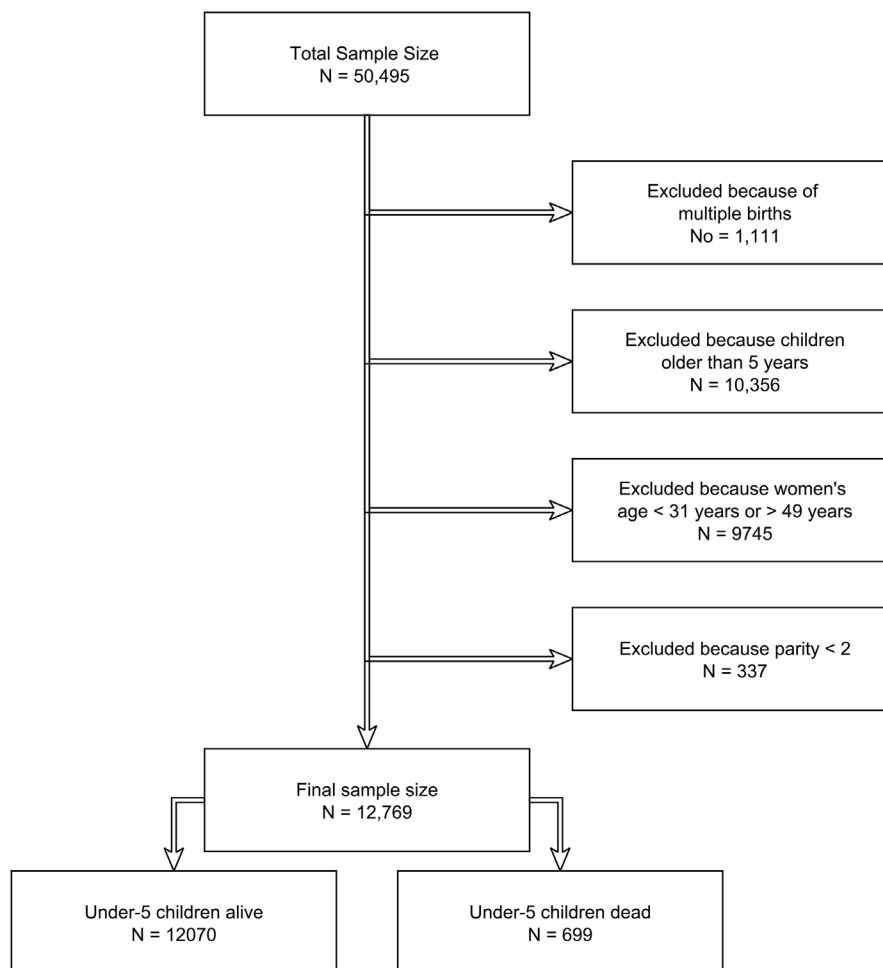 Total Sample Size
N = 50,495
Excluded because of
multiple births
No = 1,111
Excluded because children
older than 5 years
N = 10,356
Excluded because women's
age < 31 years or > 49 years
N = 9745
Excluded because parity < 2
N = 337
Final sample size
N = 12,769
Under-5 children alive
N = 12070
Under-5 children dead
N = 699